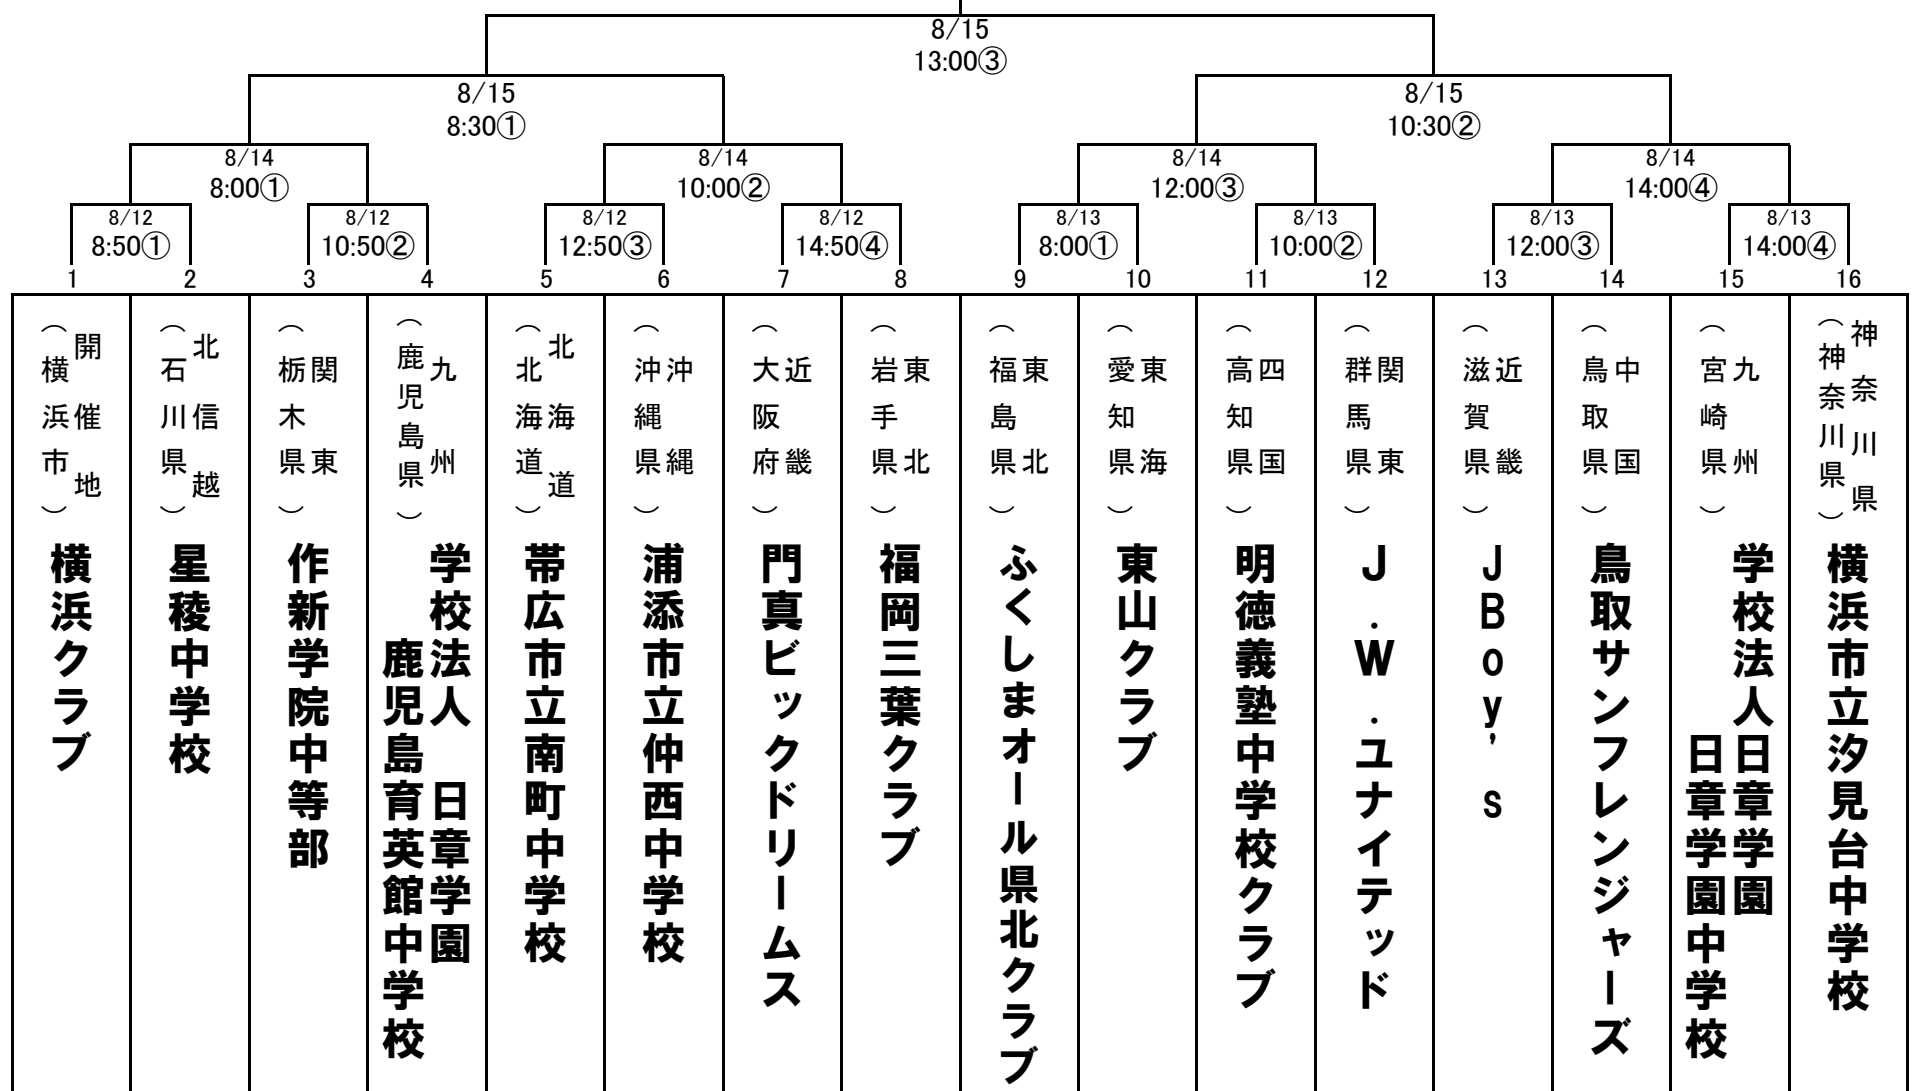 8/15
13:00③
8/15
8:30①
8/15
10:30②
8/14
8:00①
8/14
10:00②
8/14
12:00③
8/14
14:00④
8/12
8:50①
8/12
10:50②
8/12
12:50③
8/12
14:50④
8/13
8:00①
8/13
10:00②
8/13
12:00③
8/13
14:00④
1
2
3
4
5
6
7
8
9
10
11
12
13
14
15
16
開催地
（横浜市）
横浜クラブ
北信越
（石川県）
星稜中学校
関東
（栃木県）
作新学院中等部
九州
（鹿児島県）
学校法人　日章学園
鹿児島育英館中学校
北海道
（北海道）
帯広市立南町中学校
沖縄
（沖縄県）
浦添市立仲西中学校
近畿
（大阪府）
門真ビックドリームス
東北
（岩手県）
福岡三葉クラブ
東北
（福島県）
ふくしまオール県北クラブ
東海
（愛知県）
東山クラブ
四国
（高知県）
明徳義塾中学校クラブ
関東
（群馬県）
J.W.ユナイテッド
近畿
（滋賀県）
JBoy's
中国
（鳥取県）
鳥取サンフレンジャーズ
九州
（宮崎県）
学校法人日章学園
日章学園中学校
神奈川県
（神奈川県）
横浜市立汐見台中学校